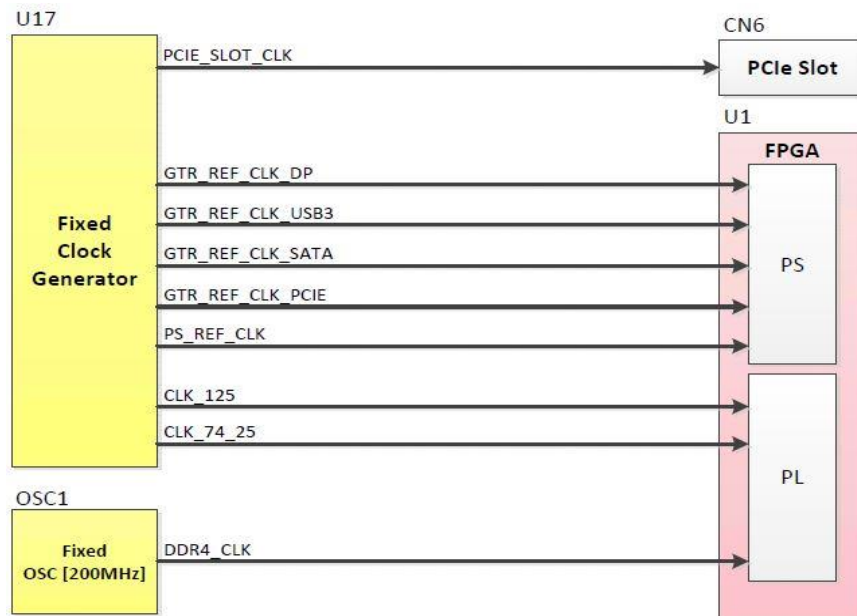 U17
CN6
PCIE_SLOT_CLK
PCIe Slot
U1
FPGA
GTR_REF_CLK_DP
GTR_REF_CLK_USB3
Fixed
Clock
Generator
GTR_REF_CLK_SATA
PS
GTR_REF_CLK_PCIE
PS_REF_CLK
CLK_125
CLK_74_25
PL
OSC1
Fixed
OSC [200MHz]
DDR4_CLK